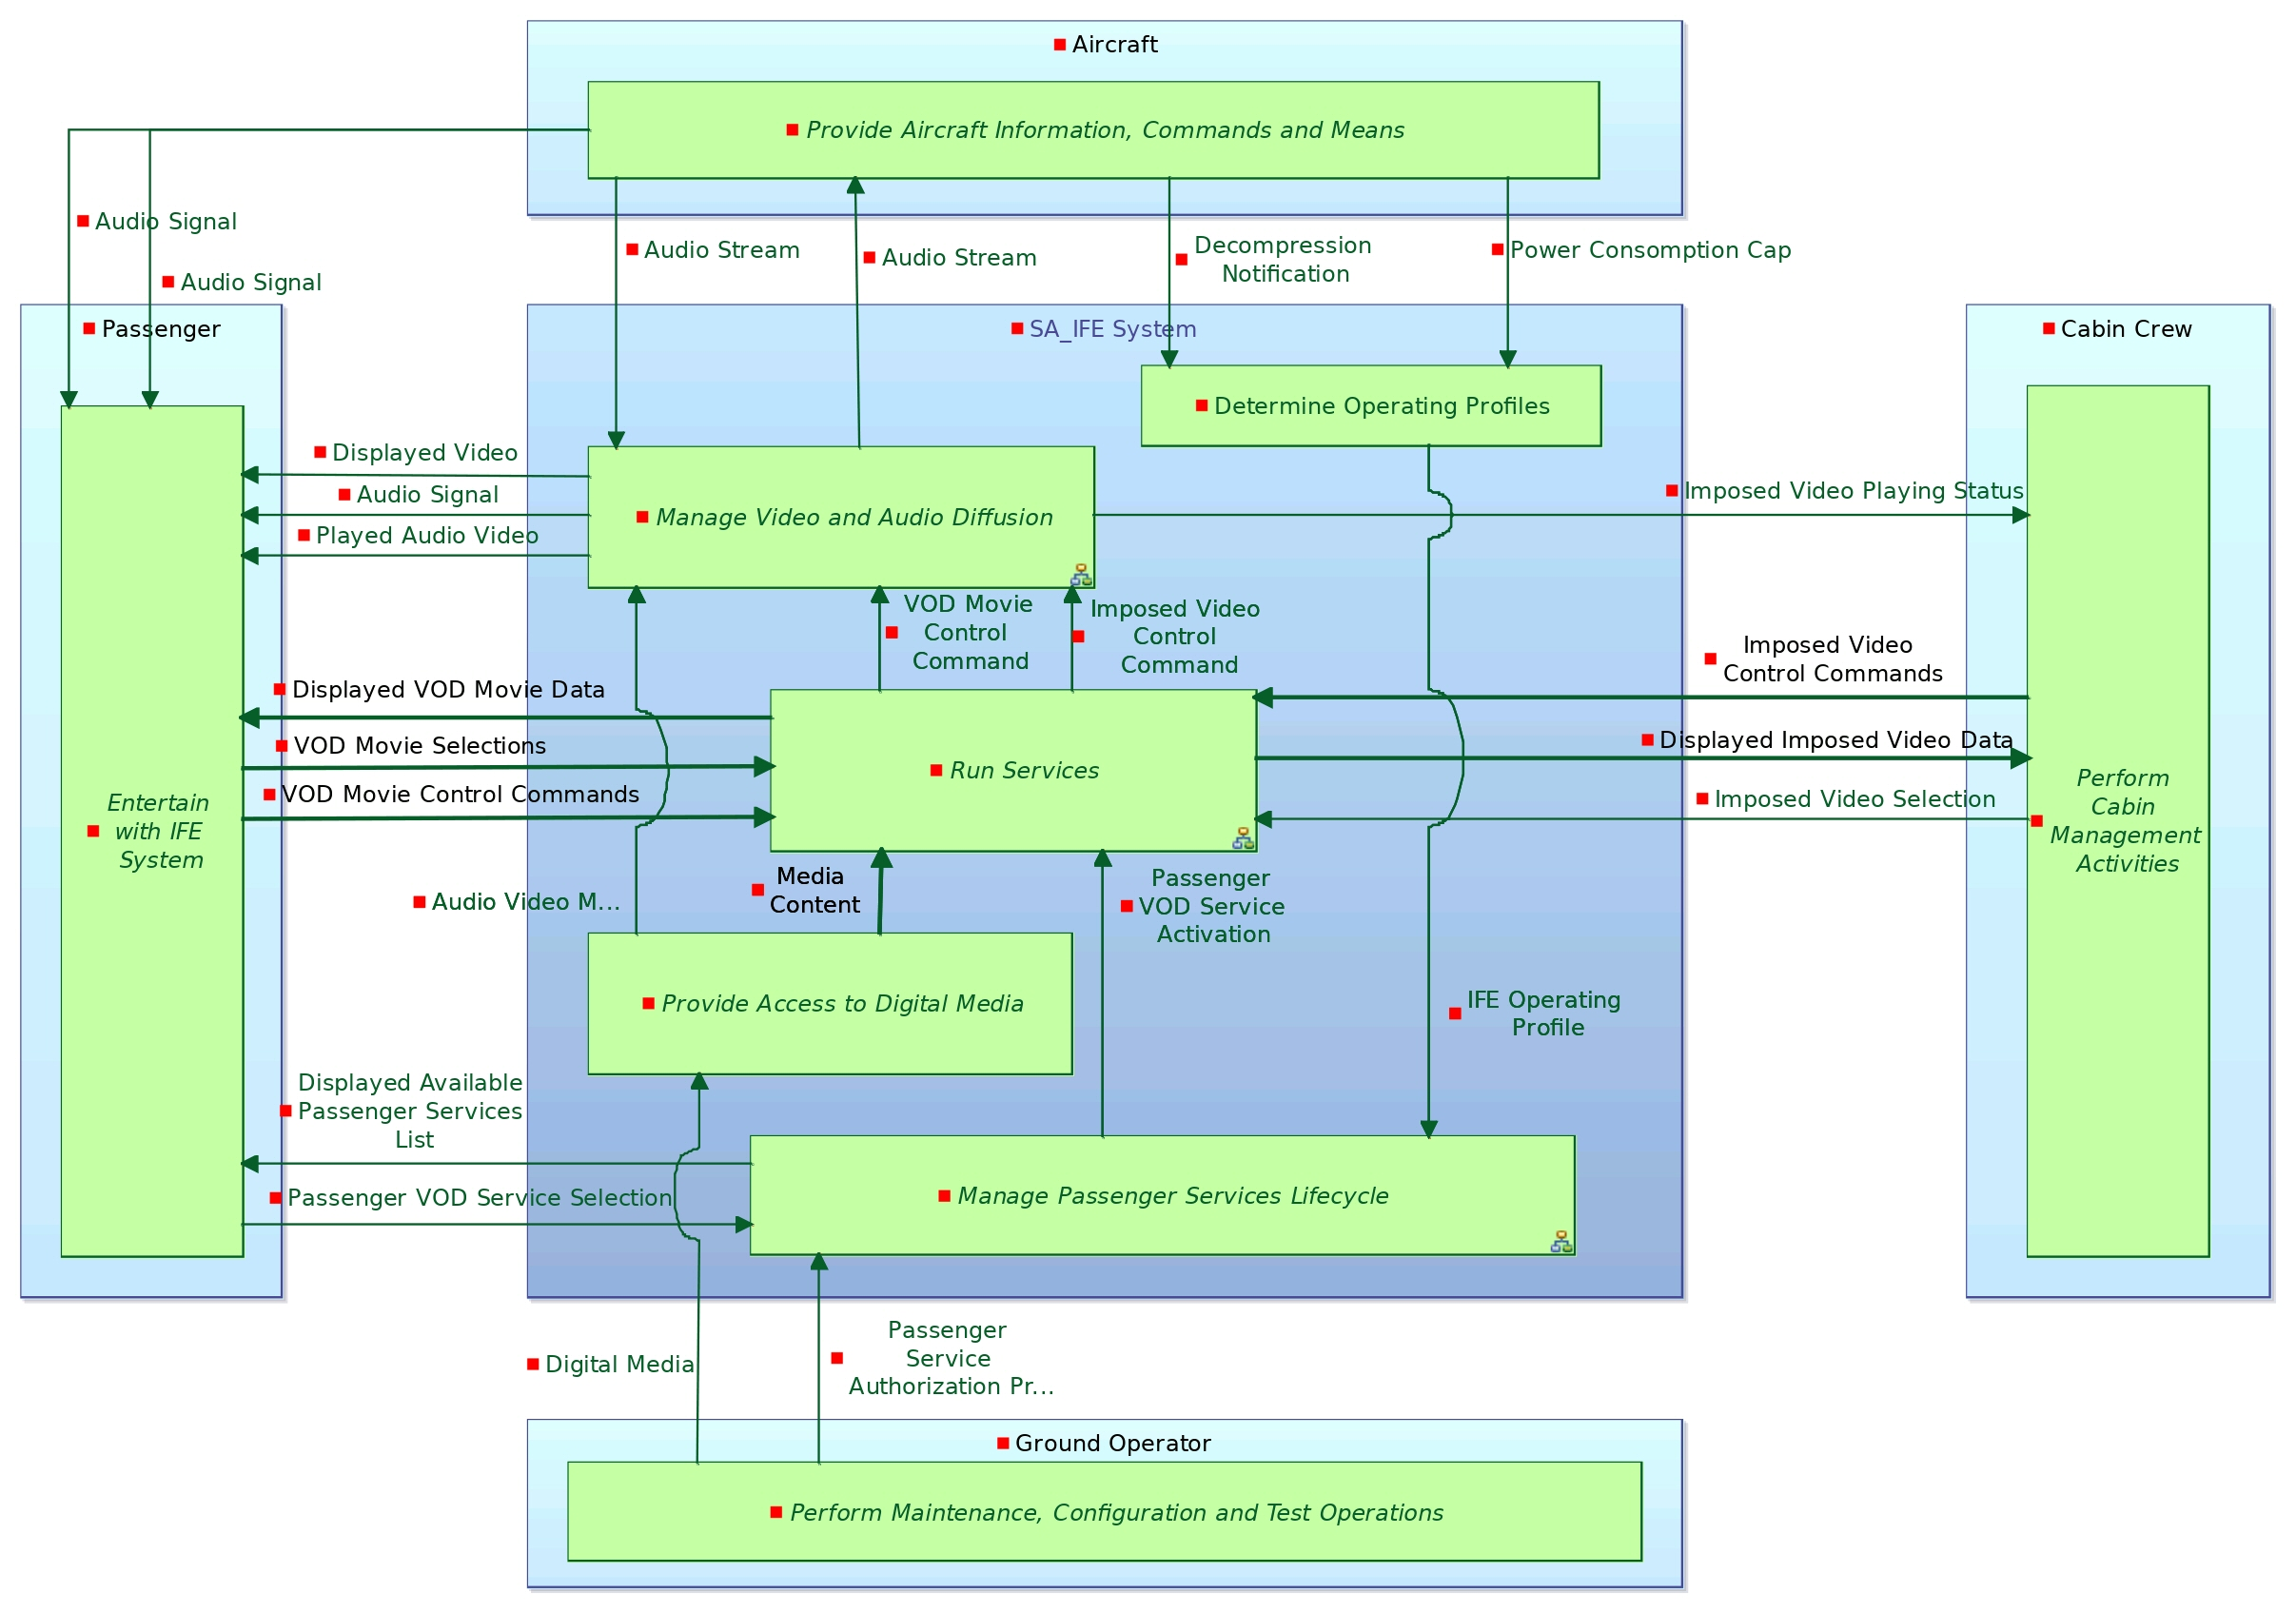 Aircraft
Provide Aircraft Information, Commands and Means
Audio Signal
Audio Signal
Audio Stream
Audio Stream
Decompression
Notification
Power Consomption Cap
Passenger
SA_IFE System
Cabin Crew
Determine Operating Profiles
Displayed Video
Audio Signal
Played Audio Video
Manage Video and Audio Diffusion
Imposed Video Playing Status
VOD Movie
Control
Command
Imposed Video
Control
Command
Imposed Video
Control Commands
Displayed VOD Movie Data
VOD Movie Selections
VOD Movie Control Commands
Run Services
Displayed Imposed Video Data
Imposed Video Selection
Entertain
with IFE
System
Perform
Cabin
Management
Activities
Audio Video M...
Media
Content
Passenger
VOD Service
Activation
Provide Access to Digital Media
IFE Operating
Profile
Displayed Available
Passenger Services
List
Passenger VOD Service Selection
Manage Passenger Services Lifecycle
Digital Media
Passenger
Service
Authorization Pr...
Ground Operator
Perform Maintenance, Configuration and Test Operations